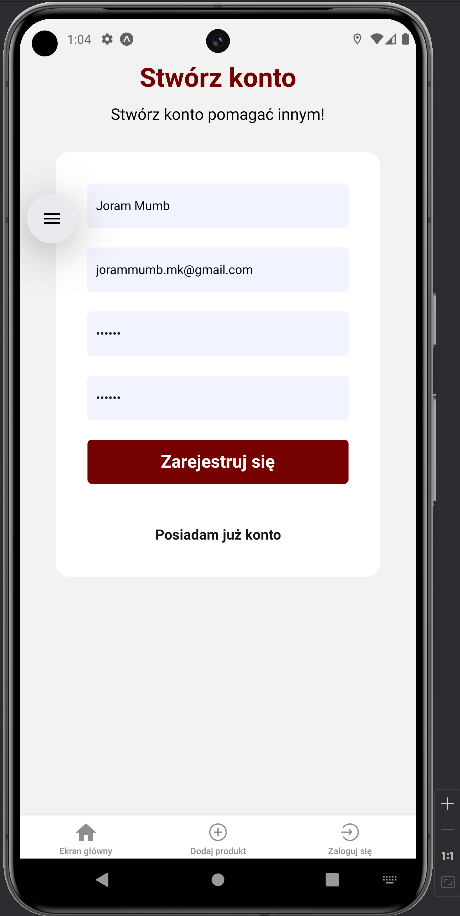 1:04
Stwórz konto
Stwórz konto pomagać innym!
Joram Mumb
jorammumb.mk@gmail.com
••••••
••••••
Zarejestruj się
Posiadam już konto
Ekran główny
Dodaj produkt
Zaloguj się
1:1